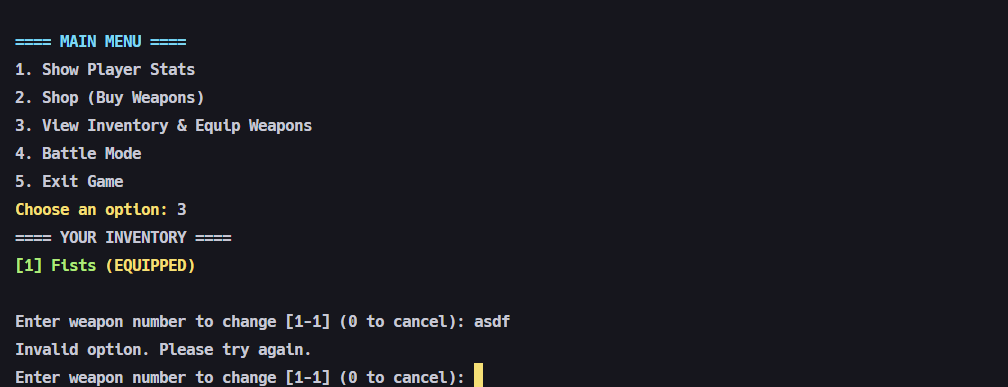 ==== MAIN MENU ====
1. Show Player Stats
2. Shop (Buy Weapons)
3. View Inventory & Equip Weapons
4. Battle Mode
5. Exit Game
Choose an option: 3
==== YOUR INVENTORY ====
[1] Fists (EQUIPPED)
Enter weapon number to change [1-1] (0 to cancel): asdf
Invalid option. Please try again.
Enter weapon number to change [1-1] (0 to cancel):